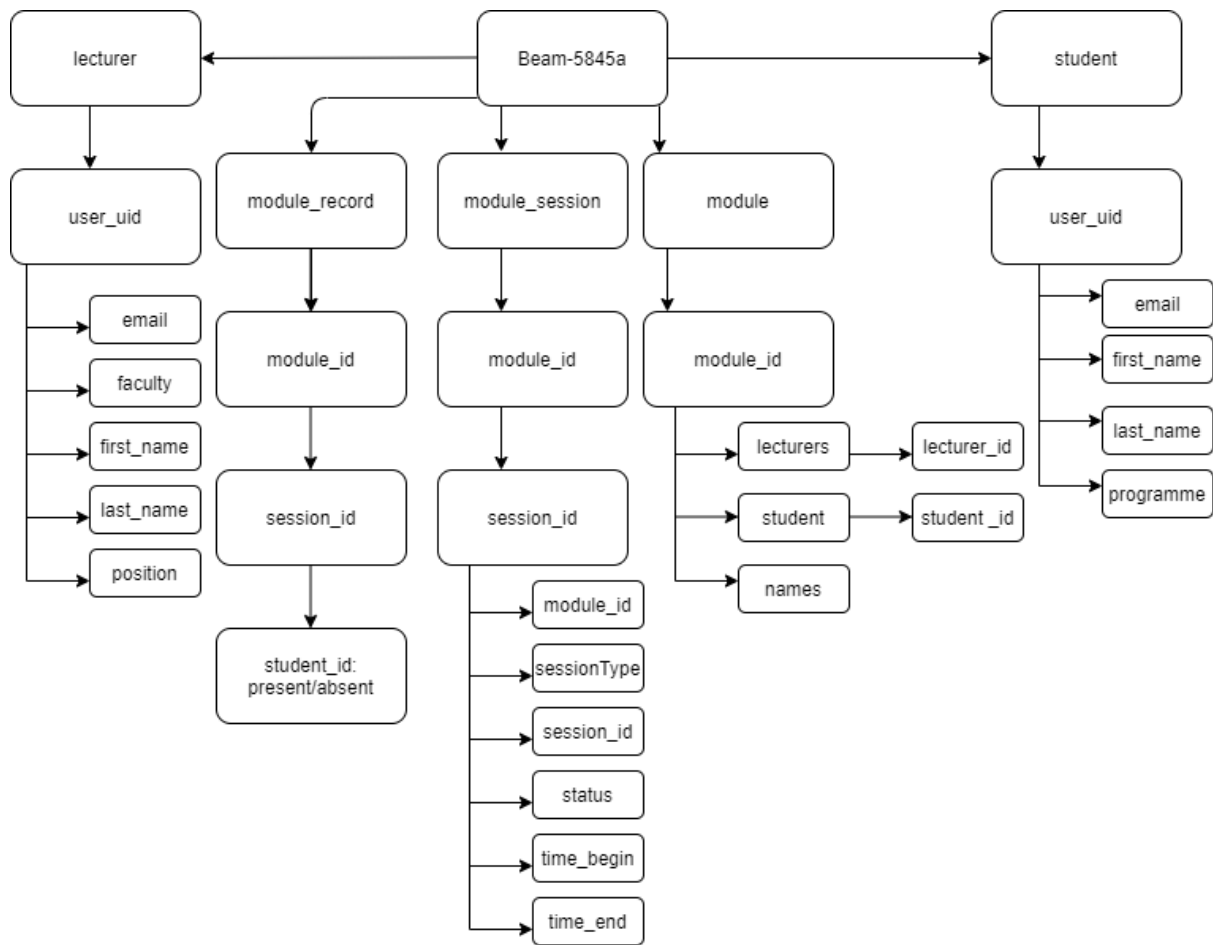 lecturer
Beam-5845a
student
user_uid
module_record
module_session
module
user_uid
email
faculty
first_name
last_name
position
module_id
session_id
student_id:
present/absent
module_id
session_id
module_id
sessionType
session_id
status
time_begin
time_end
module_id
lecturers
lecturer_id
student
student _id
names
email
first_name
last_name
programme